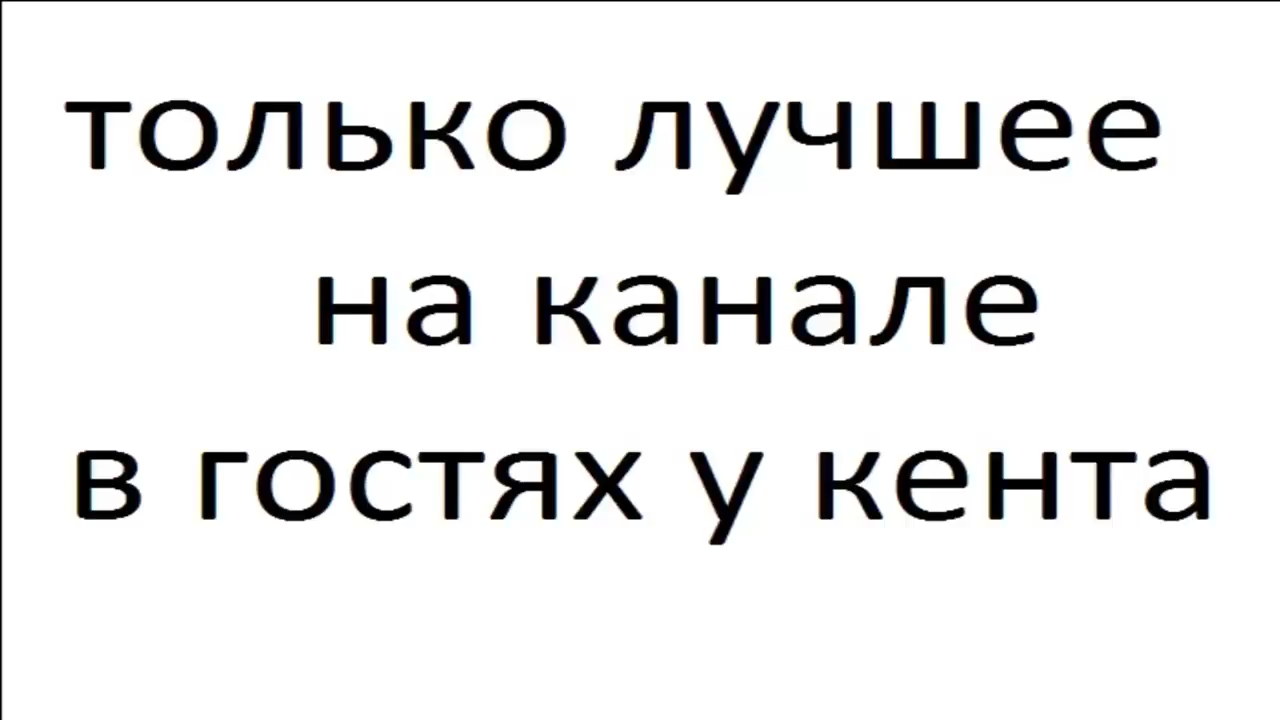 только лучшее
на канале
в гостях у кента